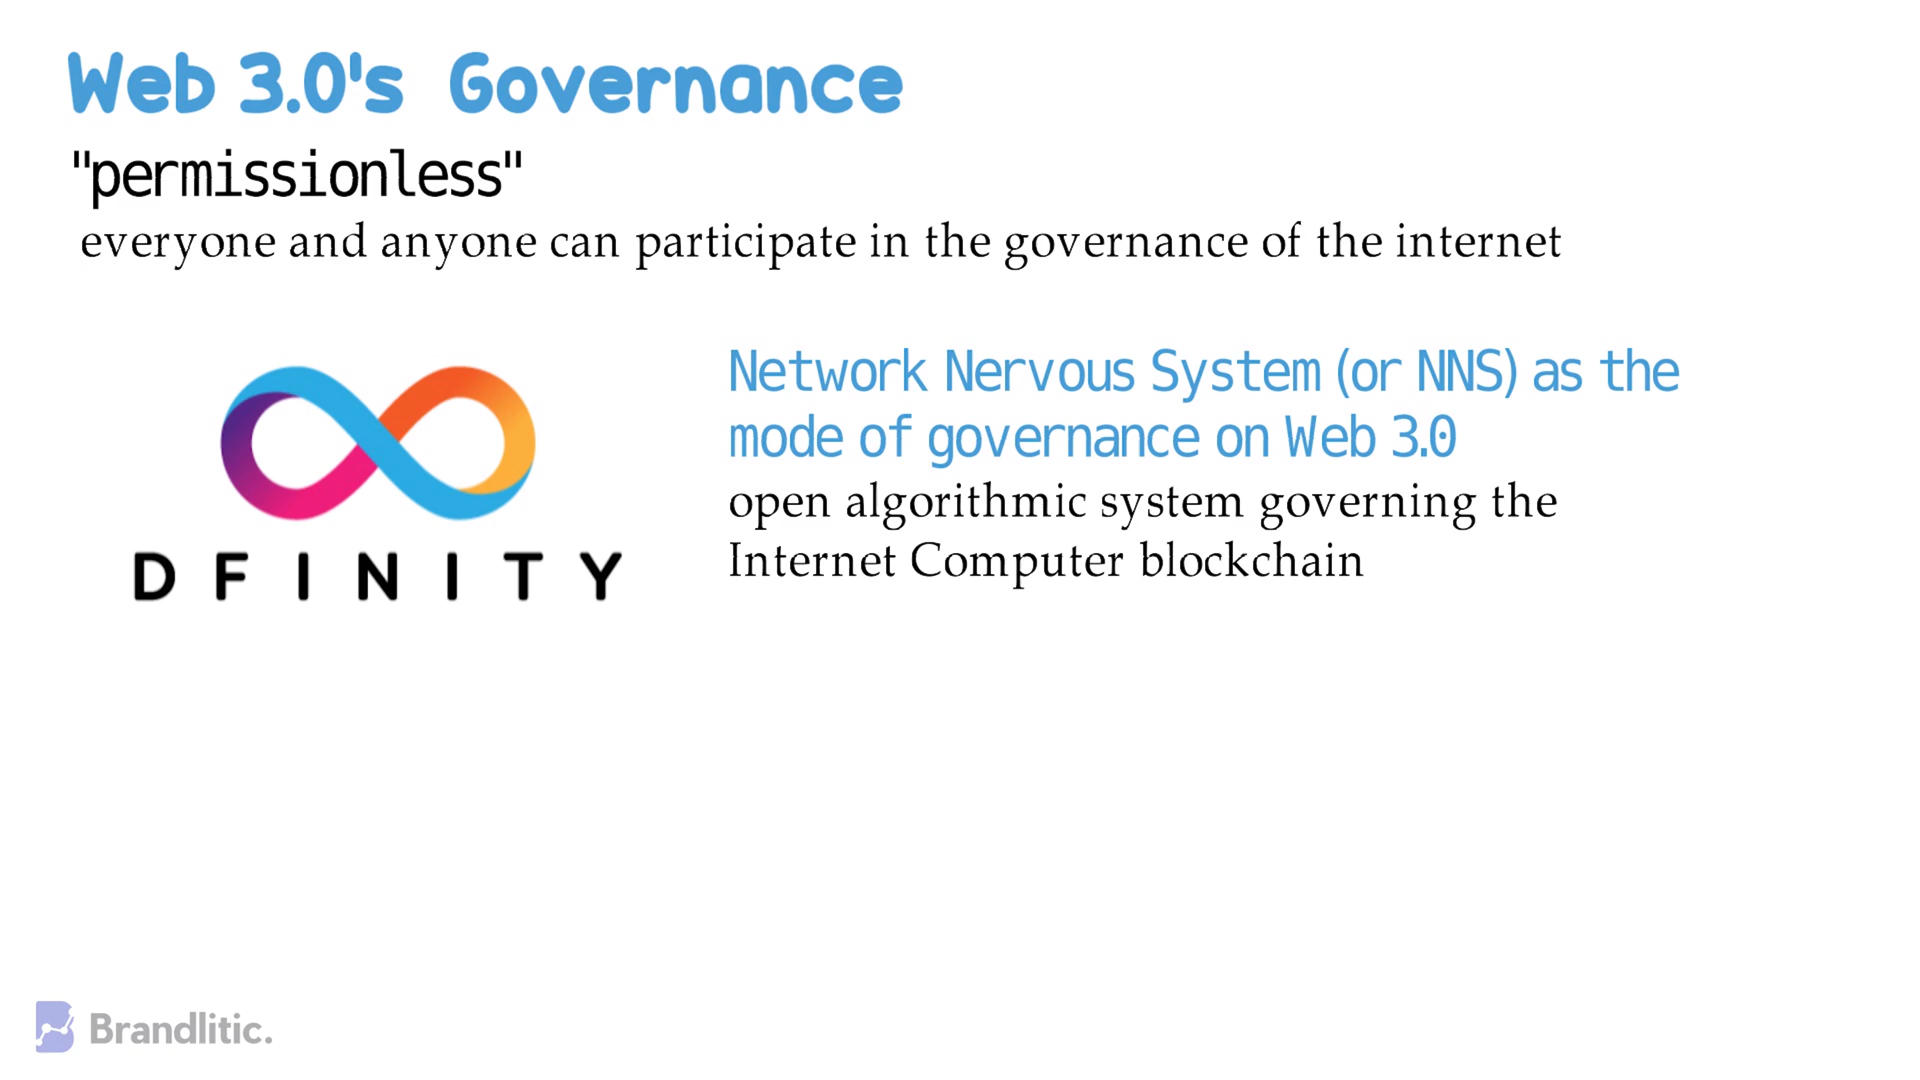 Web 3.0's Governance
"permissionless"
everyone and anyone can participate in the governance of the internet
DFINITY
Network Nervous System (or NNS) as the
mode of governance on Web 3.0
open algorithmic system governing the
Internet Computer blockchain
Brandlitic.